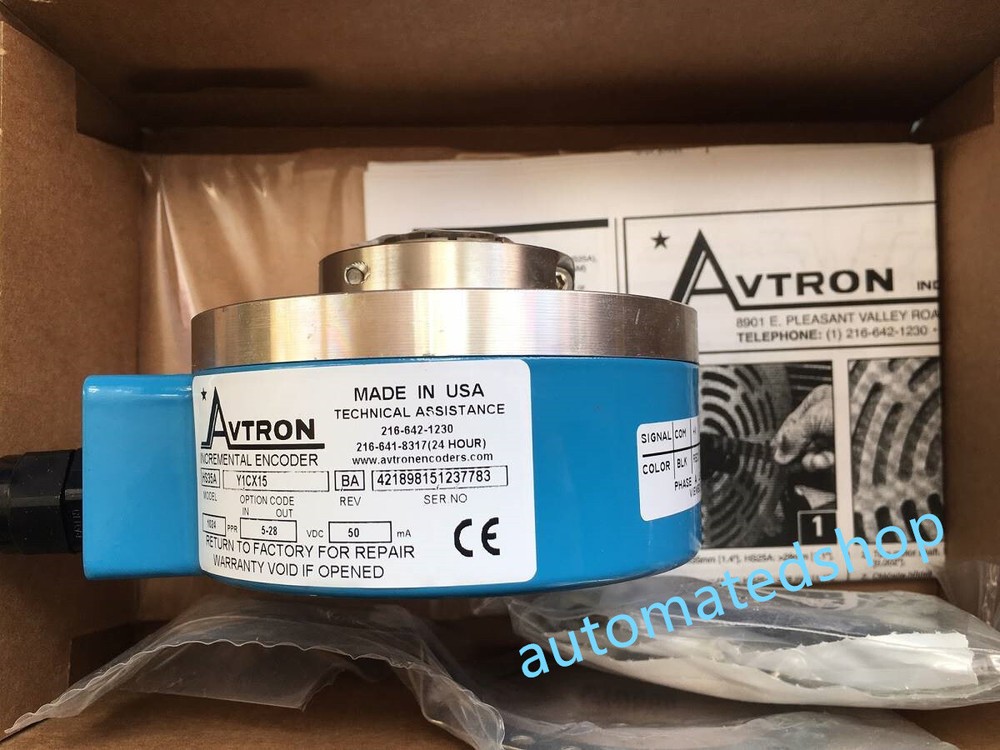 AVTRON
INCREMENTAL ENCODER
MADE IN USA
TECHNICAL ASSISTANCE
216-642-1230
216-641-8317(24 HOUR)
www.avtronencoders.com
HS35A Y1CX15 BA 421898151237783
MODEL OPTION CODE REV SER NO
IN OUT
1024 PPR 5-28 VDC 50 mA
RETURN TO FACTORY FOR REPAIR
WARRANTY VOID IF OPENED
CE
SIGNAL COM
COLOR BLK
PHASE A
AVTRON
8901 E. PLEASANT VALLEY ROA
TELEPHONE: (1) 216-642-1230
1
automatedshop